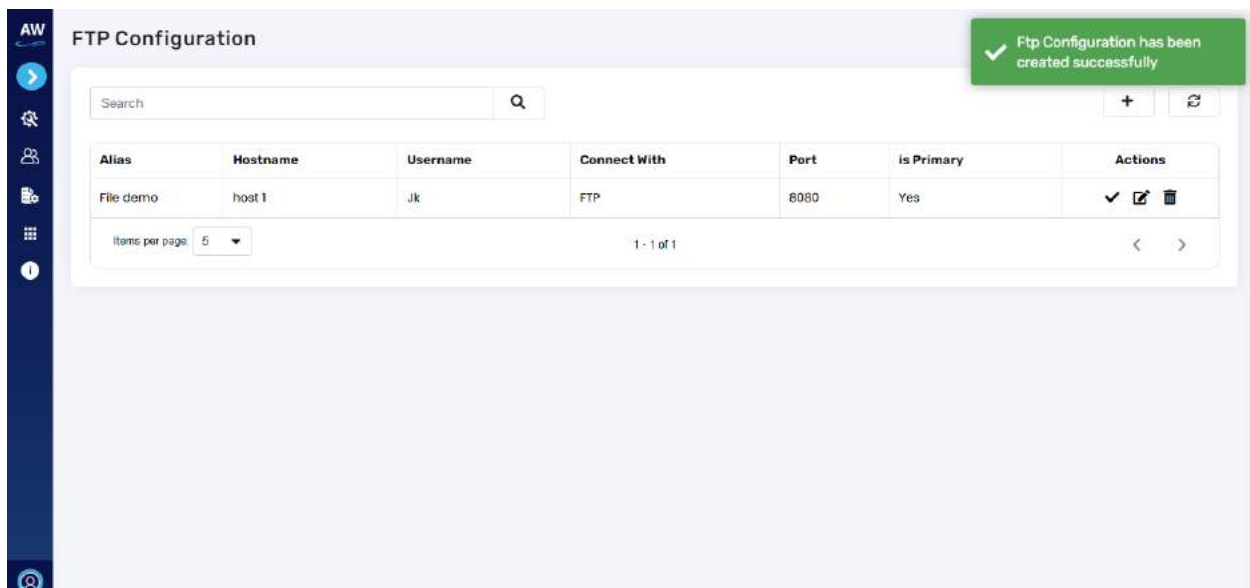 AW
FTP Configuration
Ftp Configuration has been
created successfully
Search
Alias Hostname Username Connect With Port is Primary Actions
File demo host 1 Jk FTP 8080 Yes
Items per page: 5 1 - 1 of 1